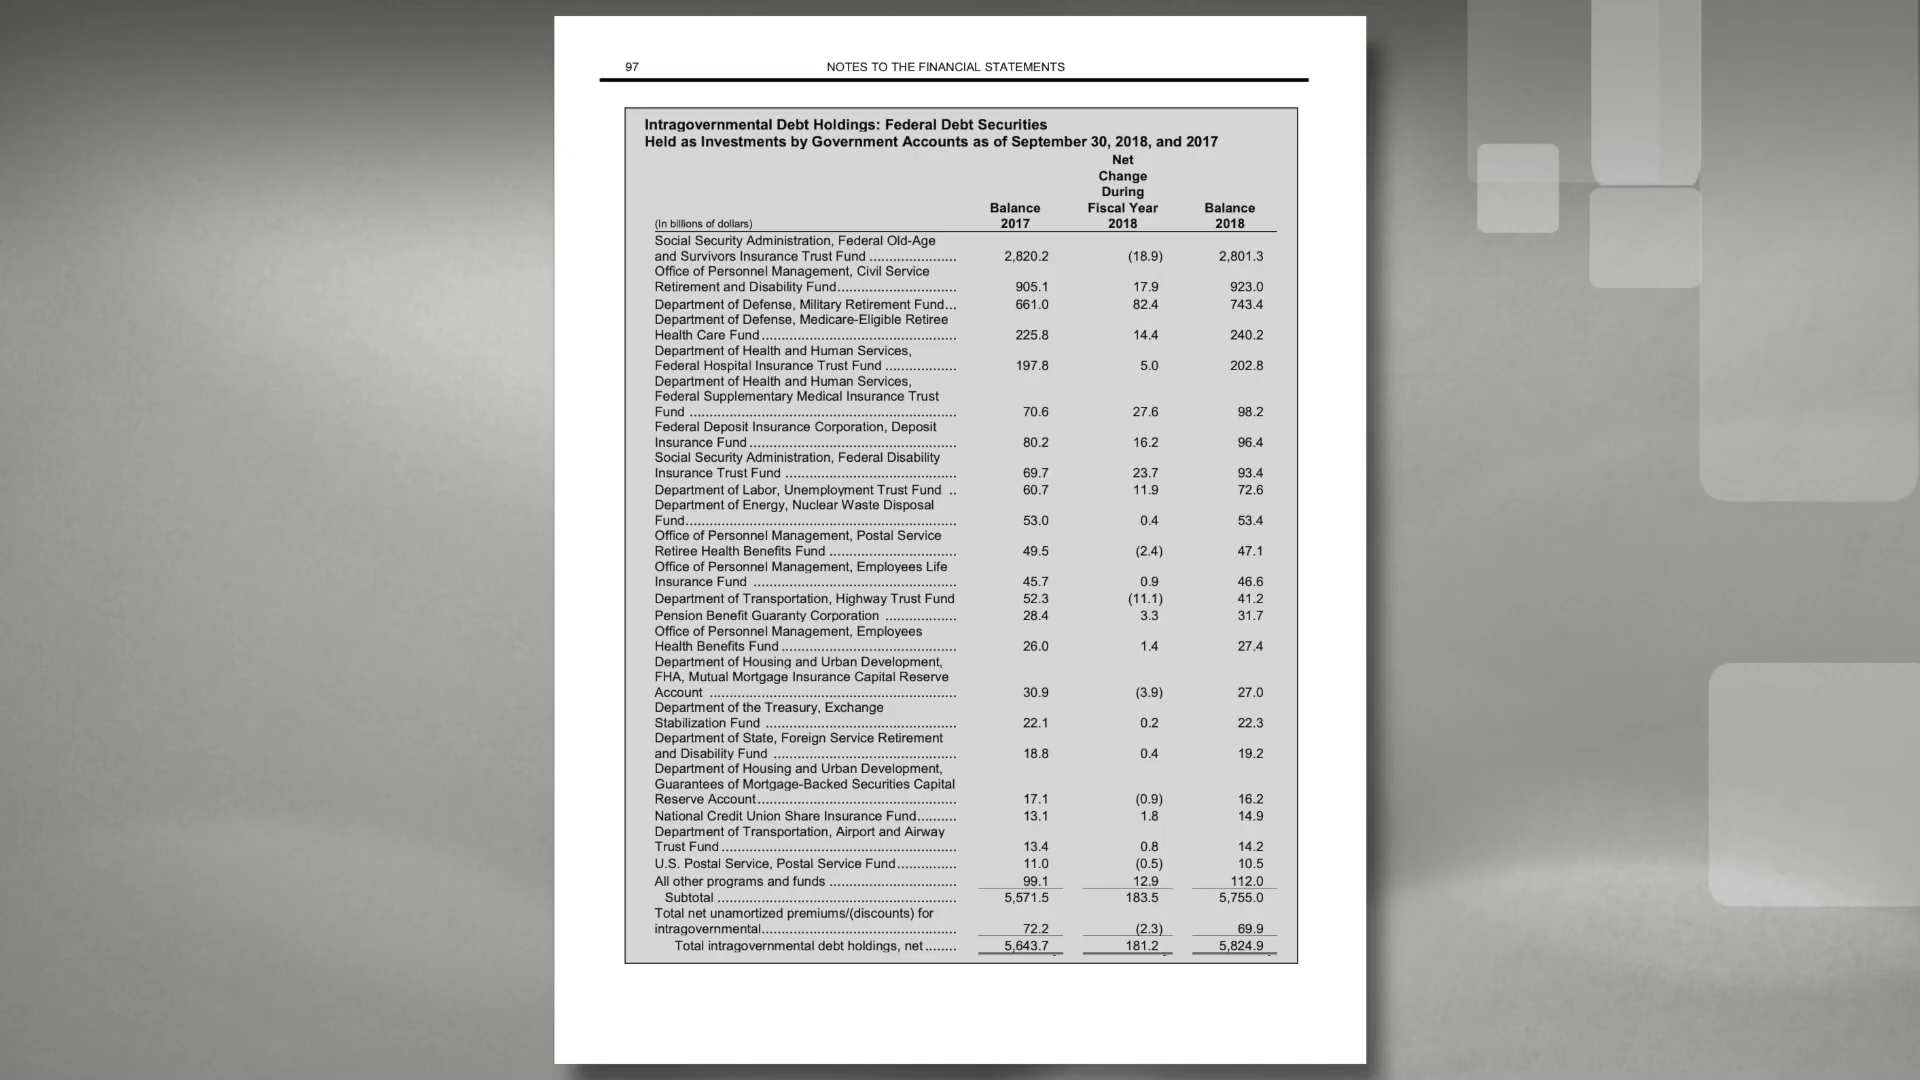 97 NOTES TO THE FINANCIAL STATEMENTS
Intragovernmental Debt Holdings: Federal Debt Securities
Held as Investments by Government Accounts as of September 30, 2018, and 2017
Net
Change
During
Balance Fiscal Year Balance
(In billions of dollars) 2017 2018 2018
Social Security Administration, Federal Old-Age
and Survivors Insurance Trust Fund ...................... 2,820.2 (18.9) 2,801.3
Office of Personnel Management, Civil Service
Retirement and Disability Fund.............................. 905.1 17.9 923.0
Department of Defense, Military Retirement Fund... 661.0 82.4 743.4
Department of Defense, Medicare-Eligible Retiree
Health Care Fund................................................. 225.8 14.4 240.2
Department of Health and Human Services,
Federal Hospital Insurance Trust Fund .................. 197.8 5.0 202.8
Department of Health and Human Services,
Federal Supplementary Medical Insurance Trust
Fund ................................................................... 70.6 27.6 98.2
Federal Deposit Insurance Corporation, Deposit
Insurance Fund.................................................... 80.2 16.2 96.4
Social Security Administration, Federal Disability
Insurance Trust Fund ........................................... 69.7 23.7 93.4
Department of Labor, Unemployment Trust Fund .. 60.7 11.9 72.6
Department of Energy, Nuclear Waste Disposal
Fund.................................................................... 53.0 0.4 53.4
Office of Personnel Management, Postal Service
Retiree Health Benefits Fund ................................ 49.5 (2.4) 47.1
Office of Personnel Management, Employees Life
Insurance Fund ................................................... 45.7 0.9 46.6
Department of Transportation, Highway Trust Fund 52.3 (11.1) 41.2
Pension Benefit Guaranty Corporation .................. 28.4 3.3 31.7
Office of Personnel Management, Employees
Health Benefits Fund............................................ 26.0 1.4 27.4
Department of Housing and Urban Development,
FHA, Mutual Mortgage Insurance Capital Reserve
Account .............................................................. 30.9 (3.9) 27.0
Department of the Treasury, Exchange
Stabilization Fund ................................................ 22.1 0.2 22.3
Department of State, Foreign Service Retirement
and Disability Fund .............................................. 18.8 0.4 19.2
Department of Housing and Urban Development,
Guarantees of Mortgage-Backed Securities Capital
Reserve Account.................................................. 17.1 (0.9) 16.2
National Credit Union Share Insurance Fund.......... 13.1 1.8 14.9
Department of Transportation, Airport and Airway
Trust Fund........................................................... 13.4 0.8 14.2
U.S. Postal Service, Postal Service Fund............... 11.0 (0.5) 10.5
All other programs and funds ................................ 99.1 12.9 112.0
Subtotal ............................................................ 5,571.5 183.5 5,755.0
Total net unamortized premiums/(discounts) for
intragovernmental................................................. 72.2 (2.3) 69.9
Total intragovernmental debt holdings, net........ 5,643.7 181.2 5,824.9